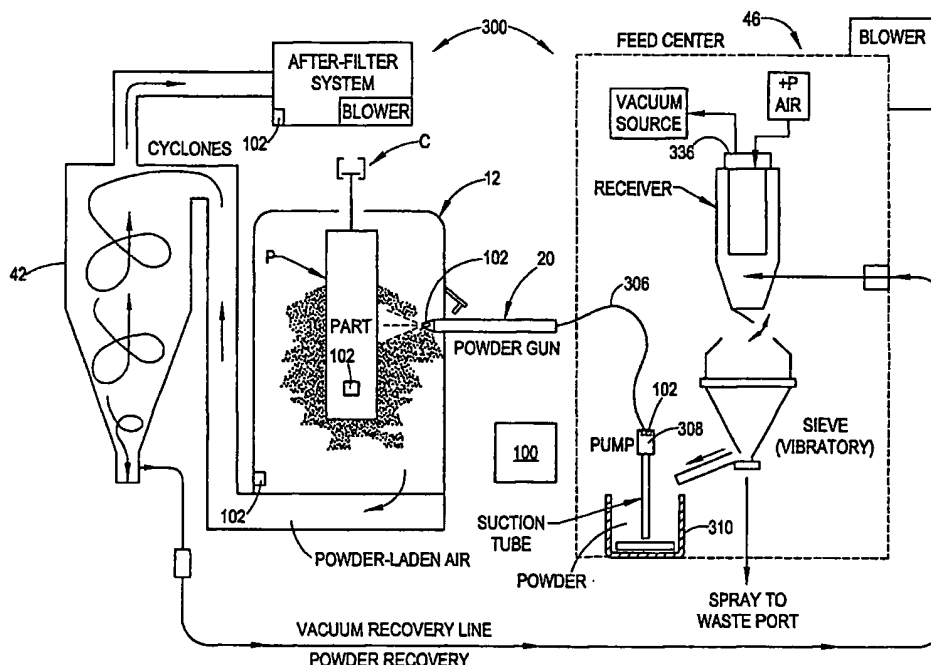 300
46
FEED CENTER
BLOWER
AFTER-FILTER
SYSTEM
BLOWER
102
+P
AIR
VACUUM
SOURCE
336
CYCLONES
C
12
RECEIVER
42
P
102
20
306
PART
102
POWDER GUN
102
PUMP
308
SIEVE
(VIBRATORY)
100
102
SUCTION
TUBE
310
POWDER
POWDER-LADEN AIR
SPRAY TO
WASTE PORT
VACUUM RECOVERY LINE
POWDER RECOVERY